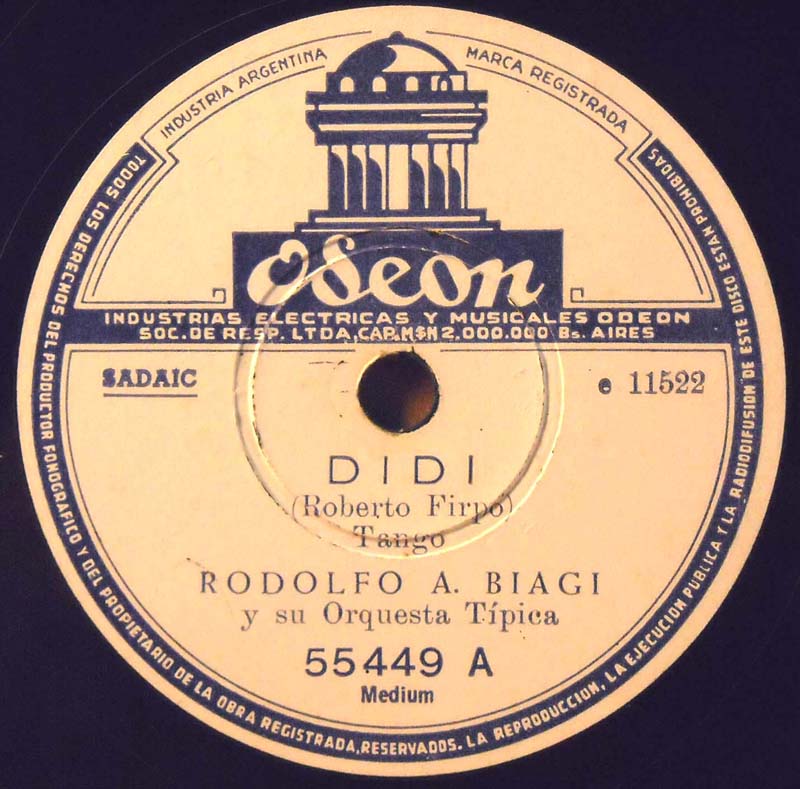 INDUSTRIA ARGENTINA
MARCA REGISTRADA
Odeon
INDUSTRIAS ELECTRICAS Y MUSICALES ODEON
SOC. DE RESP. LTDA. CAP. M$N 2.000.000 Bs. AIRES
SADAIC
e 11522
DIDI
(Roberto Firpo)
Tango
RODOLFO A. BIAGI
y su Orquesta Típica
55449 A
Medium
TODOS LOS DERECHOS DEL PRODUCTOR FONOGRAFICO Y DEL PROPIETARIO DE LA OBRA REGISTRADA, RESERVADOS. LA REPRODUCCION, LA EJECUCION PUBLICA Y LA RADIODIFUSION DE ESTE DISCO ESTAN PROHIBIDAS